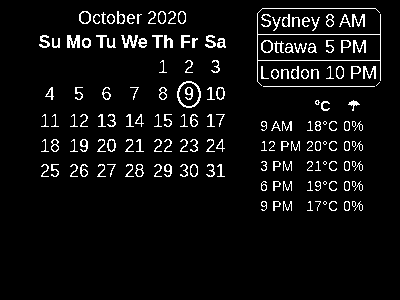 October 2020
Su Mo Tu We Th Fr Sa
1 2 3
4 5 6 7 8 9 10
11 12 13 14 15 16 17
18 19 20 21 22 23 24
25 26 27 28 29 30 31
Sydney 8 AM
Ottawa 5 PM
London 10 PM
°C ☂
9 AM 18°C 0%
12 PM 20°C 0%
3 PM 21°C 0%
6 PM 19°C 0%
9 PM 17°C 0%